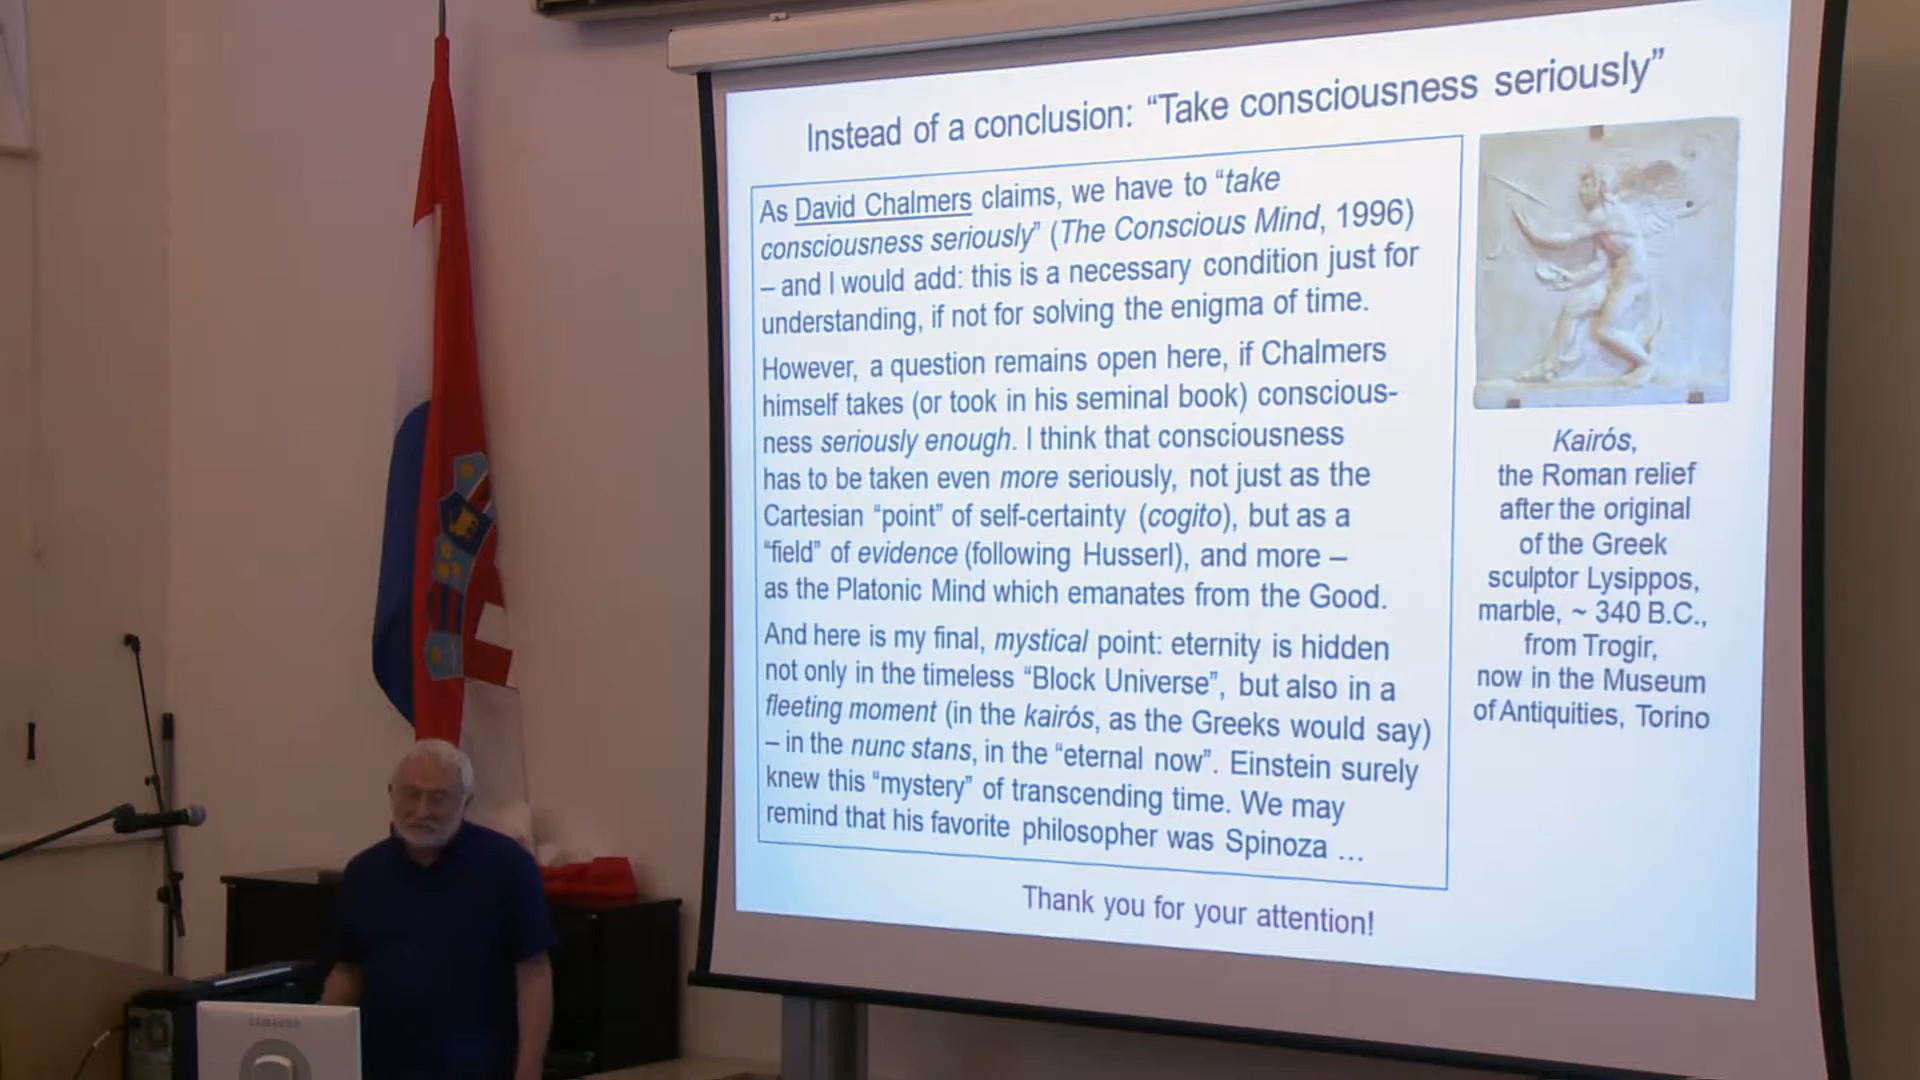 Instead of a conclusion: “Take consciousness seriously”
As David Chalmers claims, we have to “take
consciousness seriously” (The Conscious Mind, 1996)
– and I would add: this is a necessary condition just for
understanding, if not for solving the enigma of time.
However, a question remains open here, if Chalmers
himself takes (or took in his seminal book) conscious-
ness seriously enough. I think that consciousness
has to be taken even more seriously, not just as the
Cartesian “point” of self-certainty (cogito), but as a
“field” of evidence (following Husserl), and more –
as the Platonic Mind which emanates from the Good.
And here is my final, mystical point: eternity is hidden
not only in the timeless “Block Universe”, but also in a
fleeting moment (in the kairós, as the Greeks would say)
– in the nunc stans, in the “eternal now”. Einstein surely
knew this “mystery” of transcending time. We may
remind that his favorite philosopher was Spinoza ...
Kairós,
the Roman relief
after the original
of the Greek
sculptor Lysippos,
marble, ~ 340 B.C.,
from Trogir,
now in the Museum
of Antiquities, Torino
Thank you for your attention!
SAMSUNG